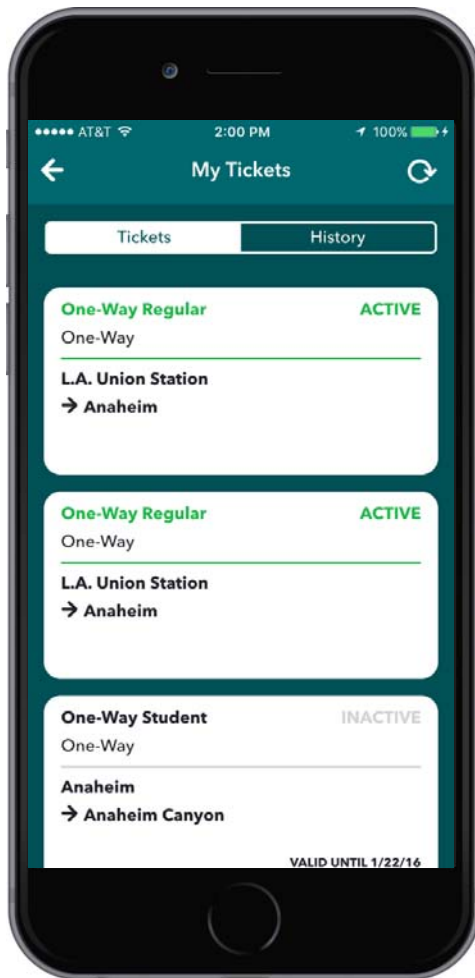 AT&T 2:00 PM 100%
My Tickets
Tickets History
One-Way Regular ACTIVE
One-Way
L.A. Union Station
→ Anaheim
One-Way Regular ACTIVE
One-Way
L.A. Union Station
→ Anaheim
One-Way Student INACTIVE
One-Way
Anaheim
→ Anaheim Canyon
VALID UNTIL 1/22/16